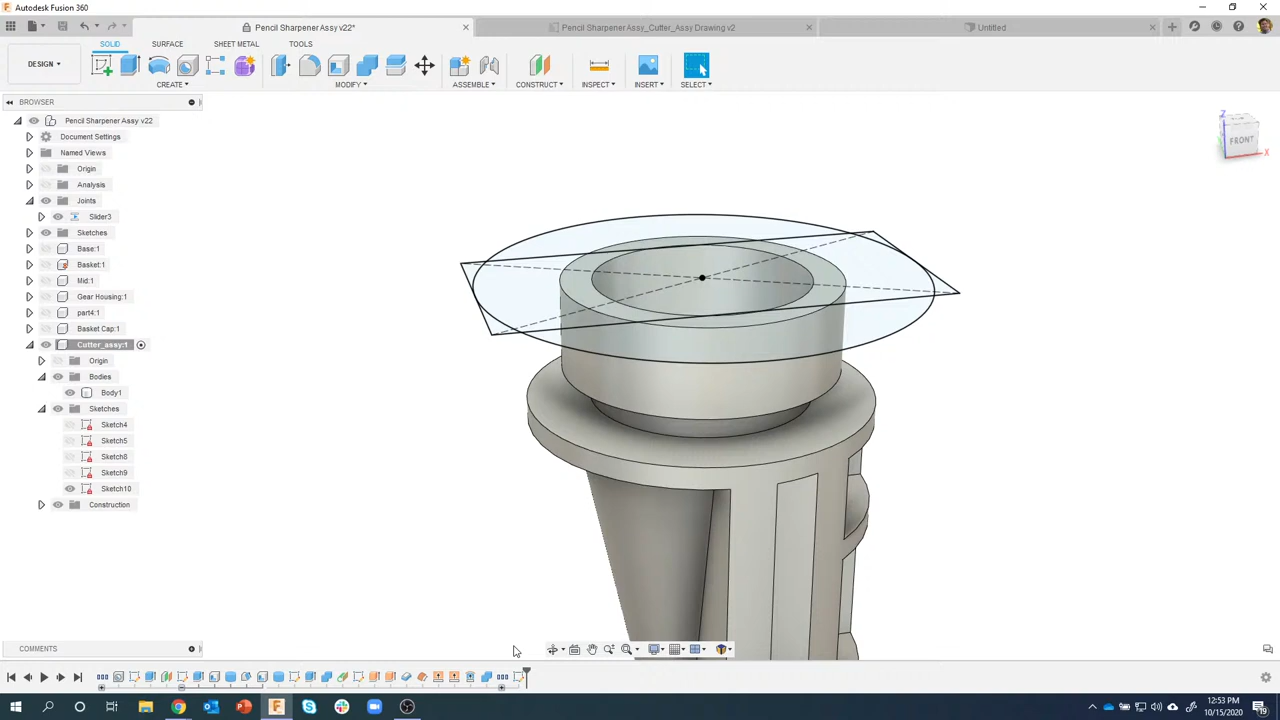 Autodesk Fusion 360
Pencil Sharpener Assy v22*
Pencil Sharpener Assy_Cutter_Assy Drawing v2
Untitled
DESIGN
SOLID
SURFACE
SHEET METAL
TOOLS
CREATE
MODIFY
ASSEMBLE
CONSTRUCT
INSPECT
INSERT
SELECT
BROWSER
Pencil Sharpener Assy v22
Document Settings
Named Views
Origin
Analysis
Joints
Slider3
Sketches
Base:1
Basket:1
Mid:1
Gear Housing:1
part4:1
Basket Cap:1
Cutter_assy:1
Origin
Bodies
Body1
Sketches
Sketch4
Sketch5
Sketch8
Sketch9
Sketch10
Construction
Z
FRONT
X
COMMENTS
12:53 PM
10/15/2020
19